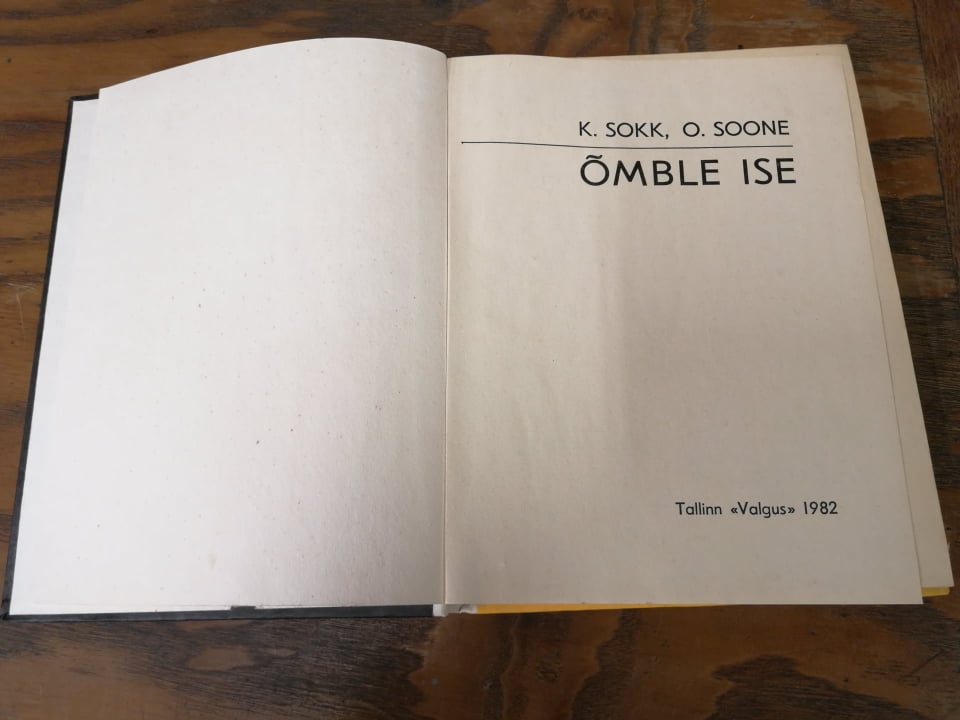 K. SOKK, O. SOONE
ÕMBLE ISE
Tallinn «Valgus» 1982